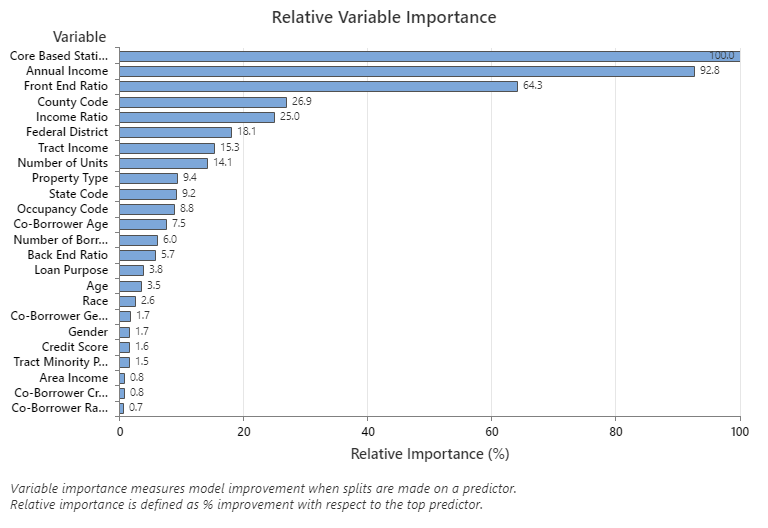 Relative Variable Importance
Variable
Core Based Stati... 100.0
Annual Income 92.8
Front End Ratio 64.3
County Code 26.9
Income Ratio 25.0
Federal District 18.1
Tract Income 15.3
Number of Units 14.1
Property Type 9.4
State Code 9.2
Occupancy Code 8.8
Co-Borrower Age 7.5
Number of Borr... 6.0
Back End Ratio 5.7
Loan Purpose 3.8
Age 3.5
Race 2.6
Co-Borrower Ge... 1.7
Gender 1.7
Credit Score 1.6
Tract Minority P... 1.5
Area Income 0.8
Co-Borrower Cr... 0.8
Co-Borrower Ra... 0.7
0 20 40 60 80 100
Relative Importance (%)
Variable importance measures model improvement when splits are made on a predictor.
Relative importance is defined as % improvement with respect to the top predictor.